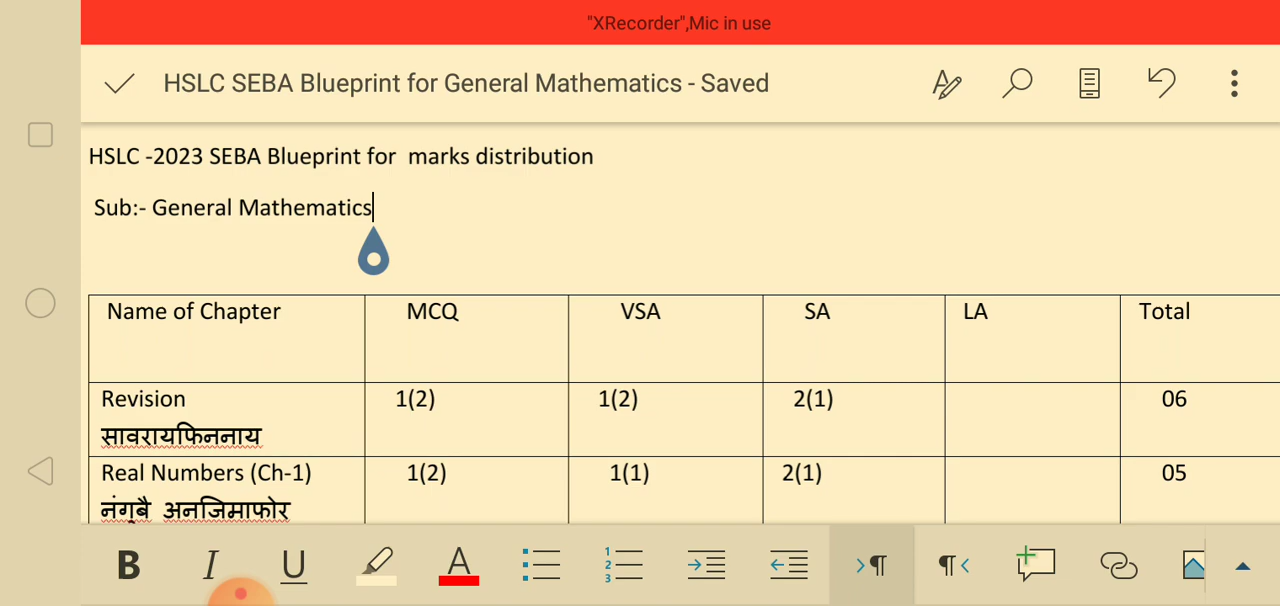 "XRecorder",Mic in use
HSLC SEBA Blueprint for General Mathematics - Saved
HSLC -2023 SEBA Blueprint for marks distribution
Sub:- General Mathematics
Name of Chapter MCQ VSA SA LA Total
Revision 1(2) 1(2) 2(1) 06
सावरायफिननाय
Real Numbers (Ch-1) 1(2) 1(1) 2(1) 05
नंगुबै अनजिमाफोर
B I U A